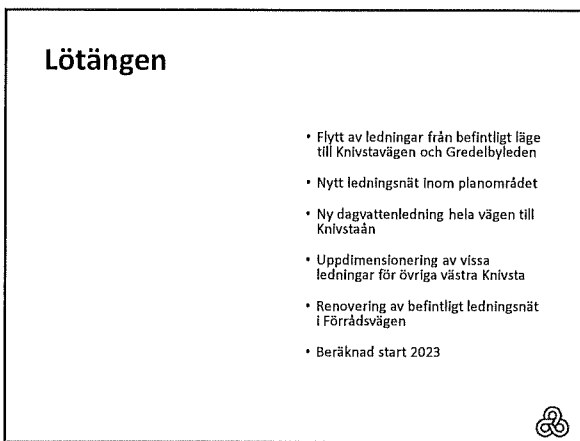 Lötängen
• Flytt av ledningar från befintligt läge
till Knivstavägen och Gredelbyleden
• Nytt ledningsnät inom planområdet
• Ny dagvattenledning hela vägen till
Knivstaån
• Uppdimensionering av vissa
ledningar för övriga västra Knivsta
• Renovering av befintligt ledningsnät
i Förrådsvägen
• Beräknad start 2023